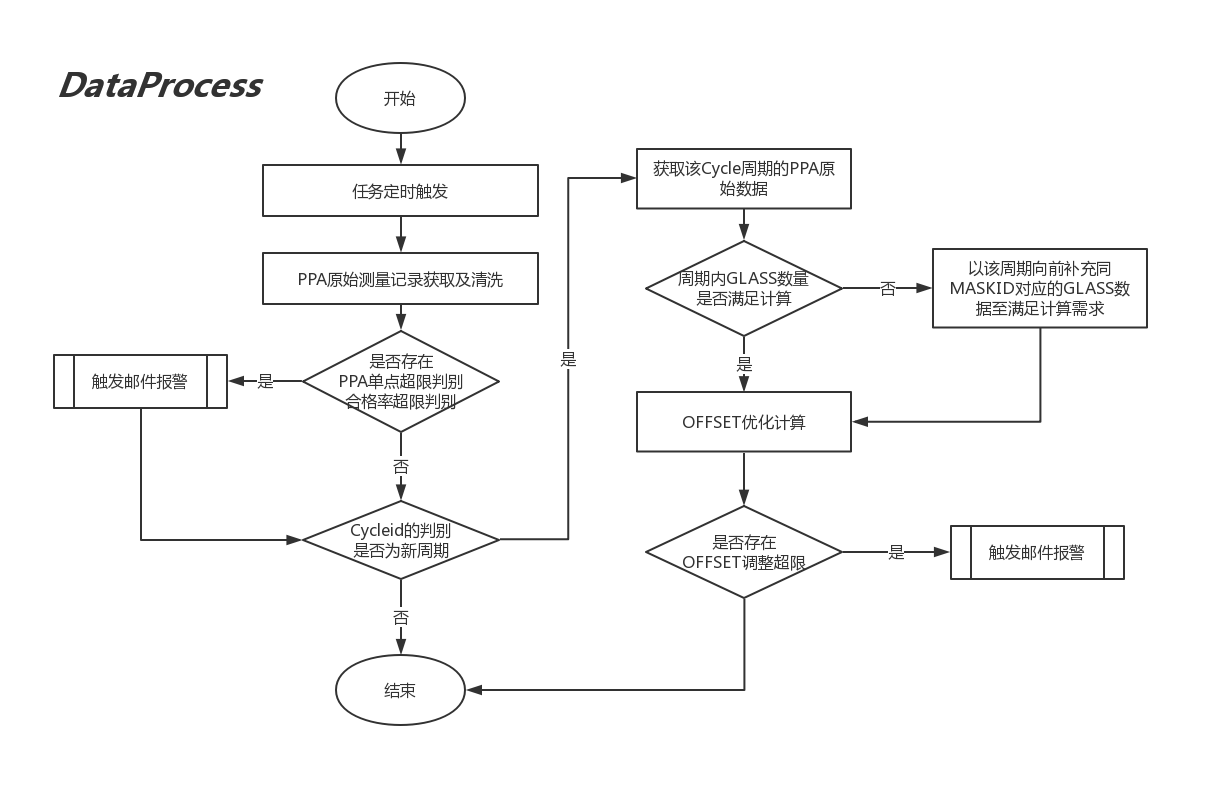 DataProcess
开始
任务定时触发
PPA原始测量记录获取及清洗
是否存在
PPA单点超限判别
合格率超限判别
是
触发邮件报警
否
Cycleid的判别
是否为新周期
是
否
结束
获取该Cycle周期的PPA原
始数据
周期内GLASS数量
是否满足计算
否
以该周期向前补充同
MASKID对应的GLASS数
据至满足计算需求
是
OFFSET优化计算
是否存在
OFFSET调整超限
是
触发邮件报警